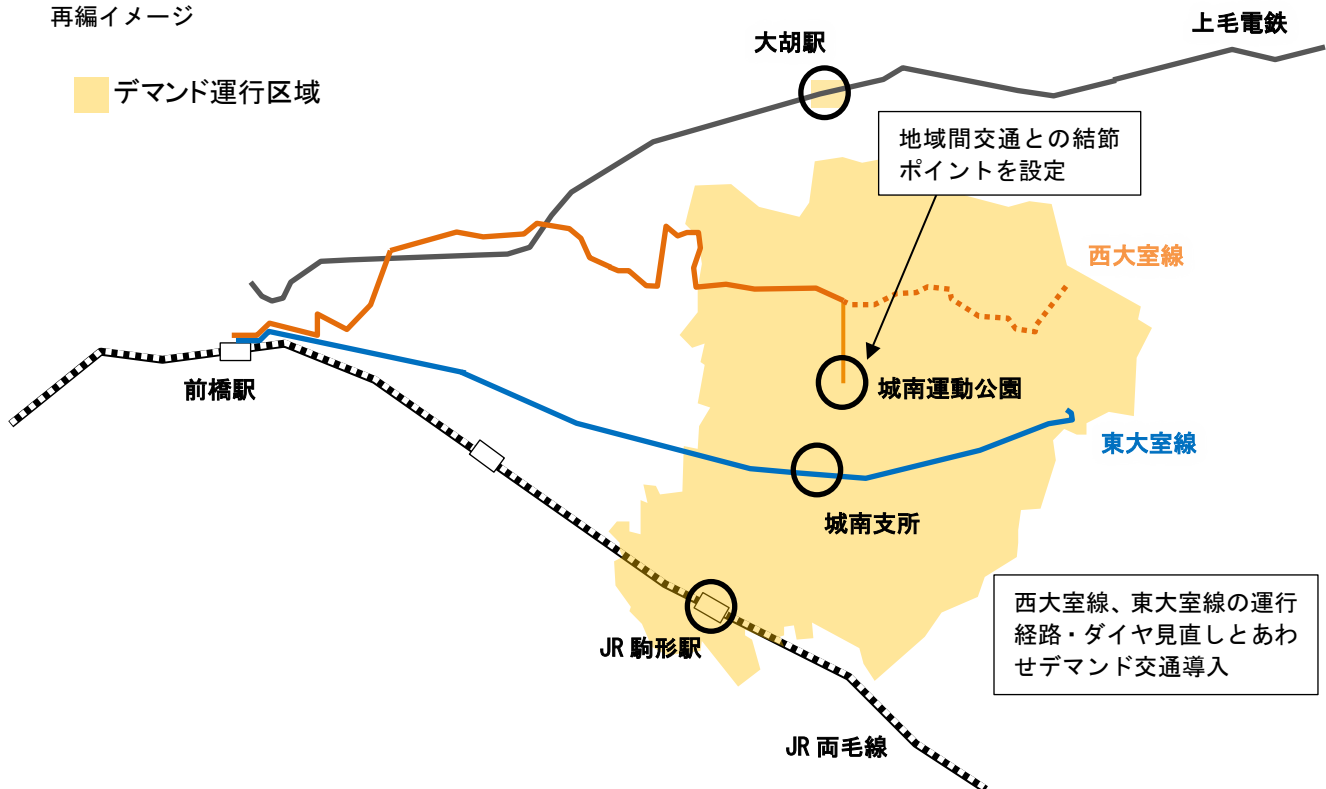 再編イメージ
上毛電鉄
大胡駅
デマンド運行区域
地域間交通との結節
ポイントを設定
西大室線
前橋駅
城南運動公園
東大室線
城南支所
西大室線、東大室線の運行
経路・ダイヤ見直しとあわ
せデマンド交通導入
JR 駒形駅
JR 両毛線